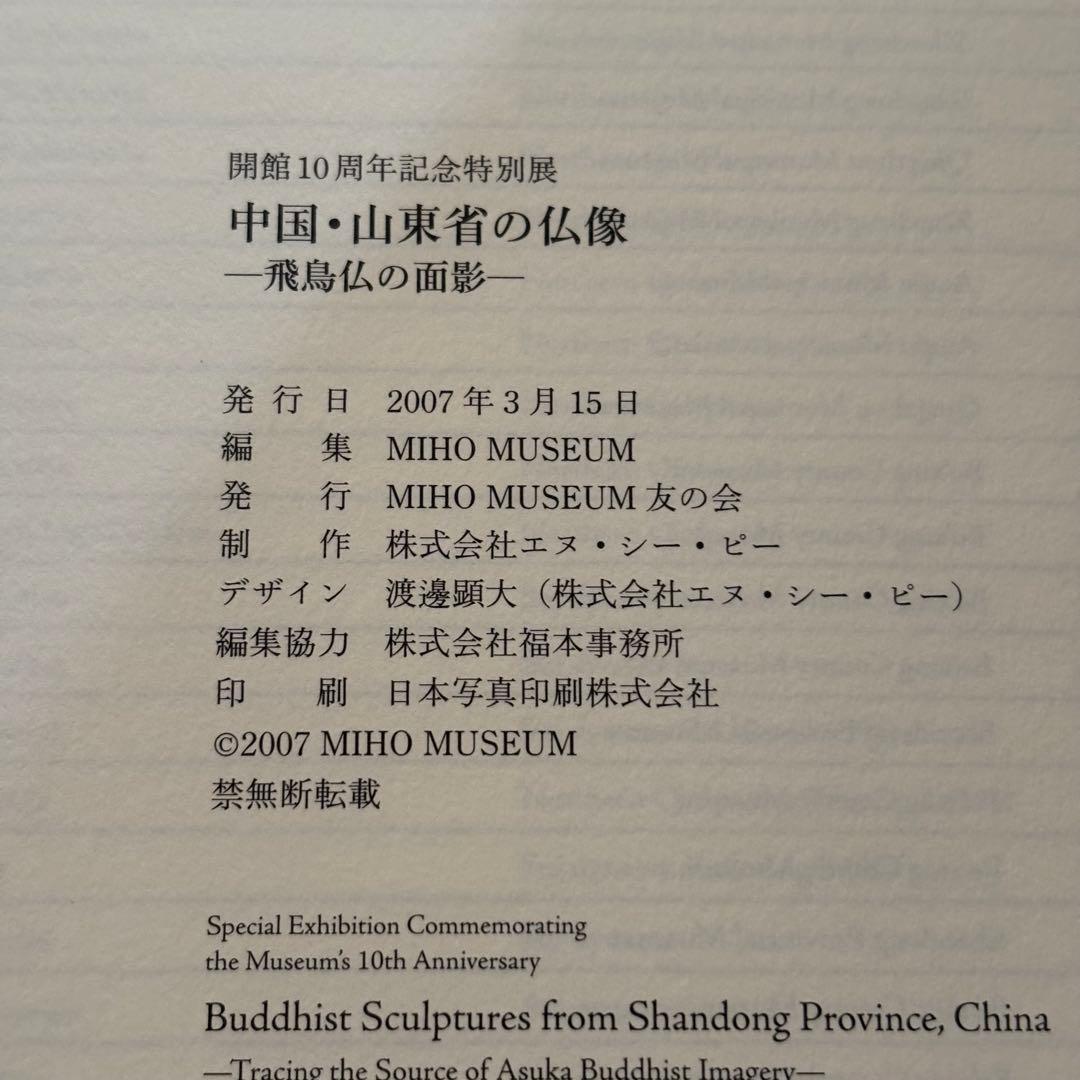 開館10周年記念特別展
中国・山東省の仏像
―飛鳥仏の面影―
発行日 2007年3月15日
編集 MIHO MUSEUM
発行 MIHO MUSEUM友の会
制作 株式会社エヌ・シー・ピー
デザイン 渡邊顕大（株式会社エヌ・シー・ピー）
編集協力 株式会社福本事務所
印刷 日本写真印刷株式会社
©2007 MIHO MUSEUM
禁無断転載
Special Exhibition Commemorating
the Museum's 10th Anniversary
Buddhist Sculptures from Shandong Province, China
—Tracing the Source of Asuka Buddhist Imagery—